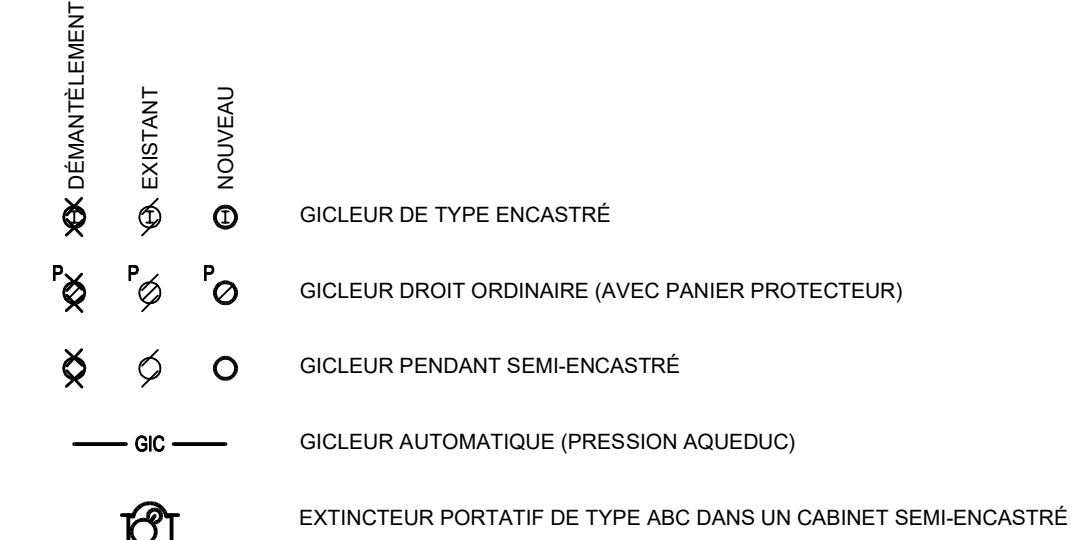 DÉMANTÈLEMENT
EXISTANT
NOUVEAU
I I I GICLEUR DE TYPE ENCASTRÉ
P P P GICLEUR DROIT ORDINAIRE (AVEC PANIER PROTECTEUR)
GICLEUR PENDANT SEMI-ENCASTRÉ
GIC GICLEUR AUTOMATIQUE (PRESSION AQUEDUC)
EXTINCTEUR PORTATIF DE TYPE ABC DANS UN CABINET SEMI-ENCASTRÉ